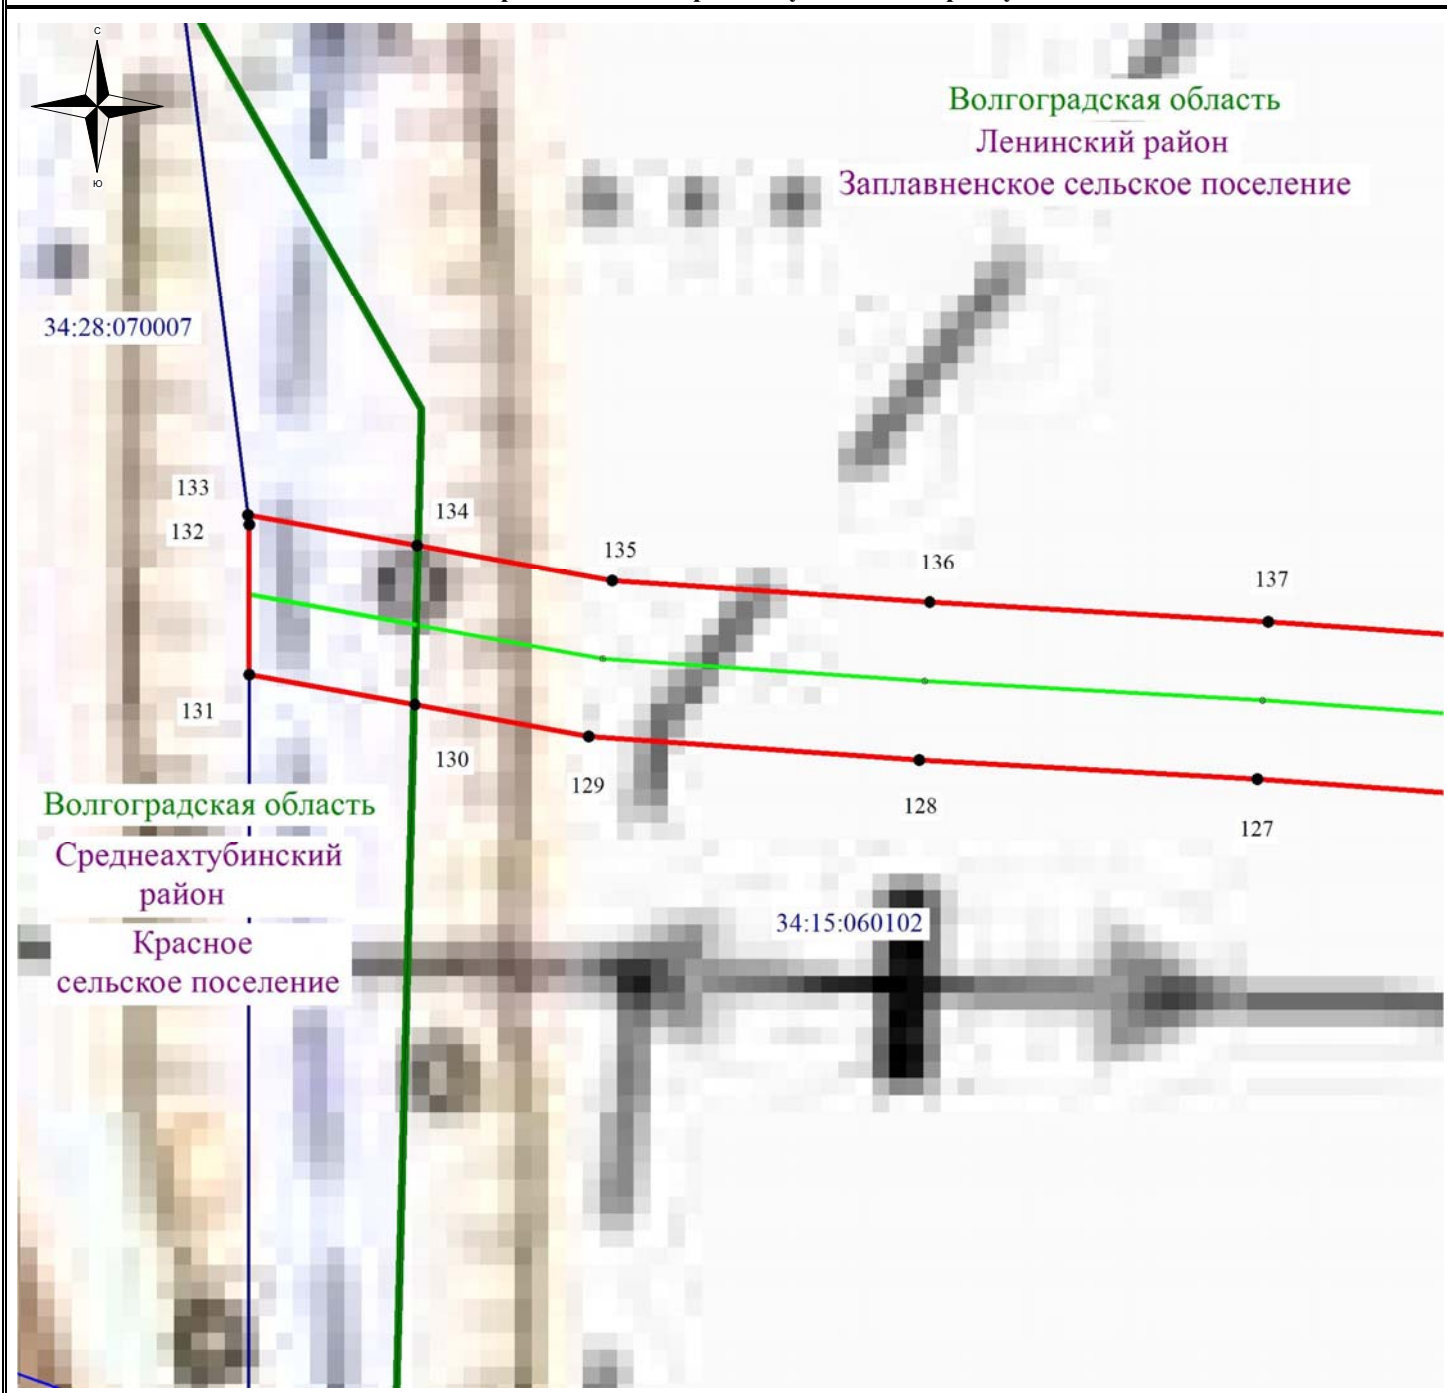 С
Ю
Волгоградская область
Ленинский район
Заплавненское сельское поселение
34:28:070007
133
132
134
135
136
137
131
130
129
128
127
Волгоградская область
Среднеахтубинский
район
Красное
сельское поселение
34:15:060102